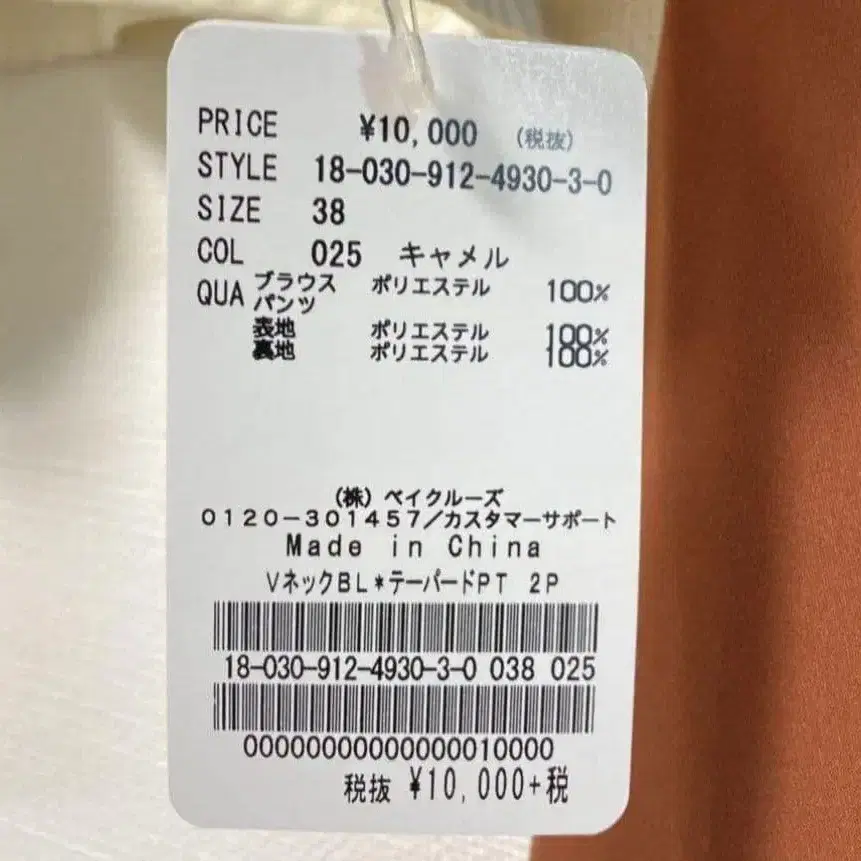 PRICE ¥10,000 (税抜)
STYLE 18-030-912-4930-3-0
SIZE 38
COL 025 キャメル
QUA ブラウス ポリエステル 100%
パンツ
表地 ポリエステル 100%
裏地 ポリエステル 100%
(株)ベイクルーズ
0120-301457/カスタマーサポート
Made in China
VネックBL*テーパードPT 2P
18-030-912-4930-3-0 038 025
00000000000000010000
税抜 ¥10,000+税